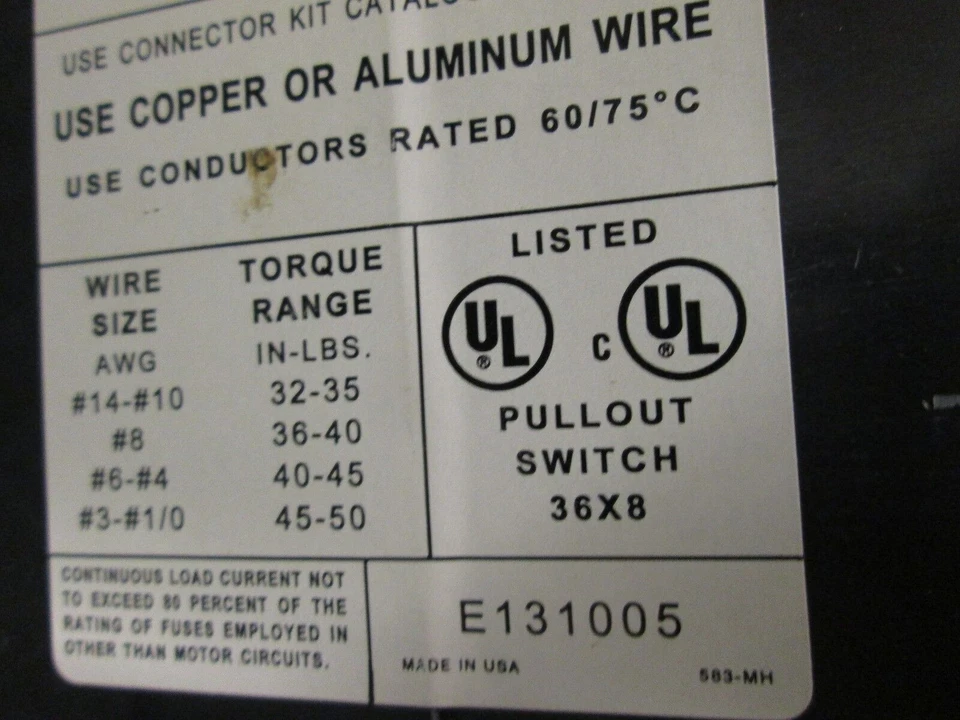 USE CONNECTOR KIT
USE COPPER OR ALUMINUM WIRE
USE CONDUCTORS RATED 60/75°C
WIRE SIZE
AWG
#14-#10
#8
#6-#4
#3-#1/0
TORQUE RANGE
IN-LBS.
32-35
36-40
40-45
45-50
LISTED
UL ® C UL ®
PULLOUT
SWITCH
36X8
CONTINUOUS LOAD CURRENT NOT
TO EXCEED 80 PERCENT OF THE
RATING OF FUSES EMPLOYED IN
OTHER THAN MOTOR CIRCUITS.
E131005
MADE IN USA
583-MH